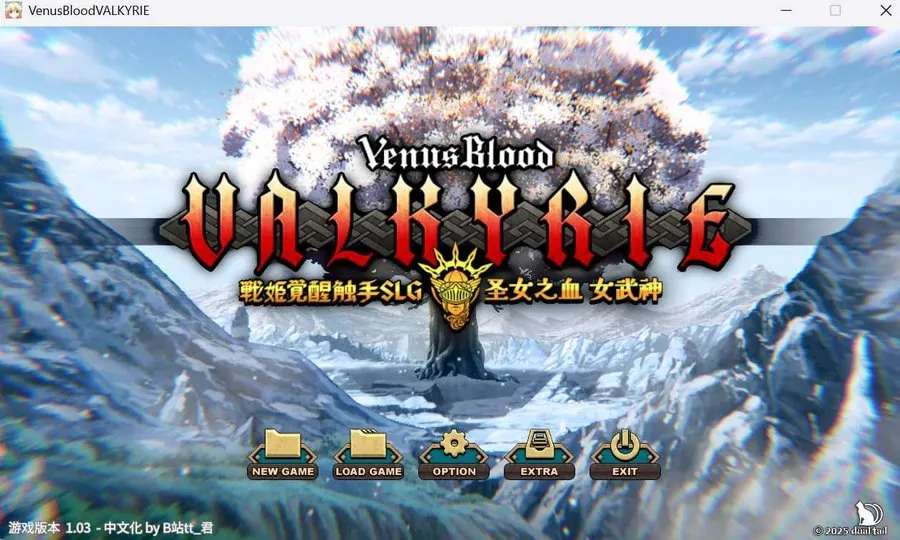 VenusBloodVALKYRIE
VenusBlood
VALKYRIE
戦姫覚醒触手SLG 圣女之血 女武神
NEW GAME LOAD GAME OPTION EXTRA EXIT
游戏版本 1.03 - 中文化 by B站tt_君
© 2025 dualtail